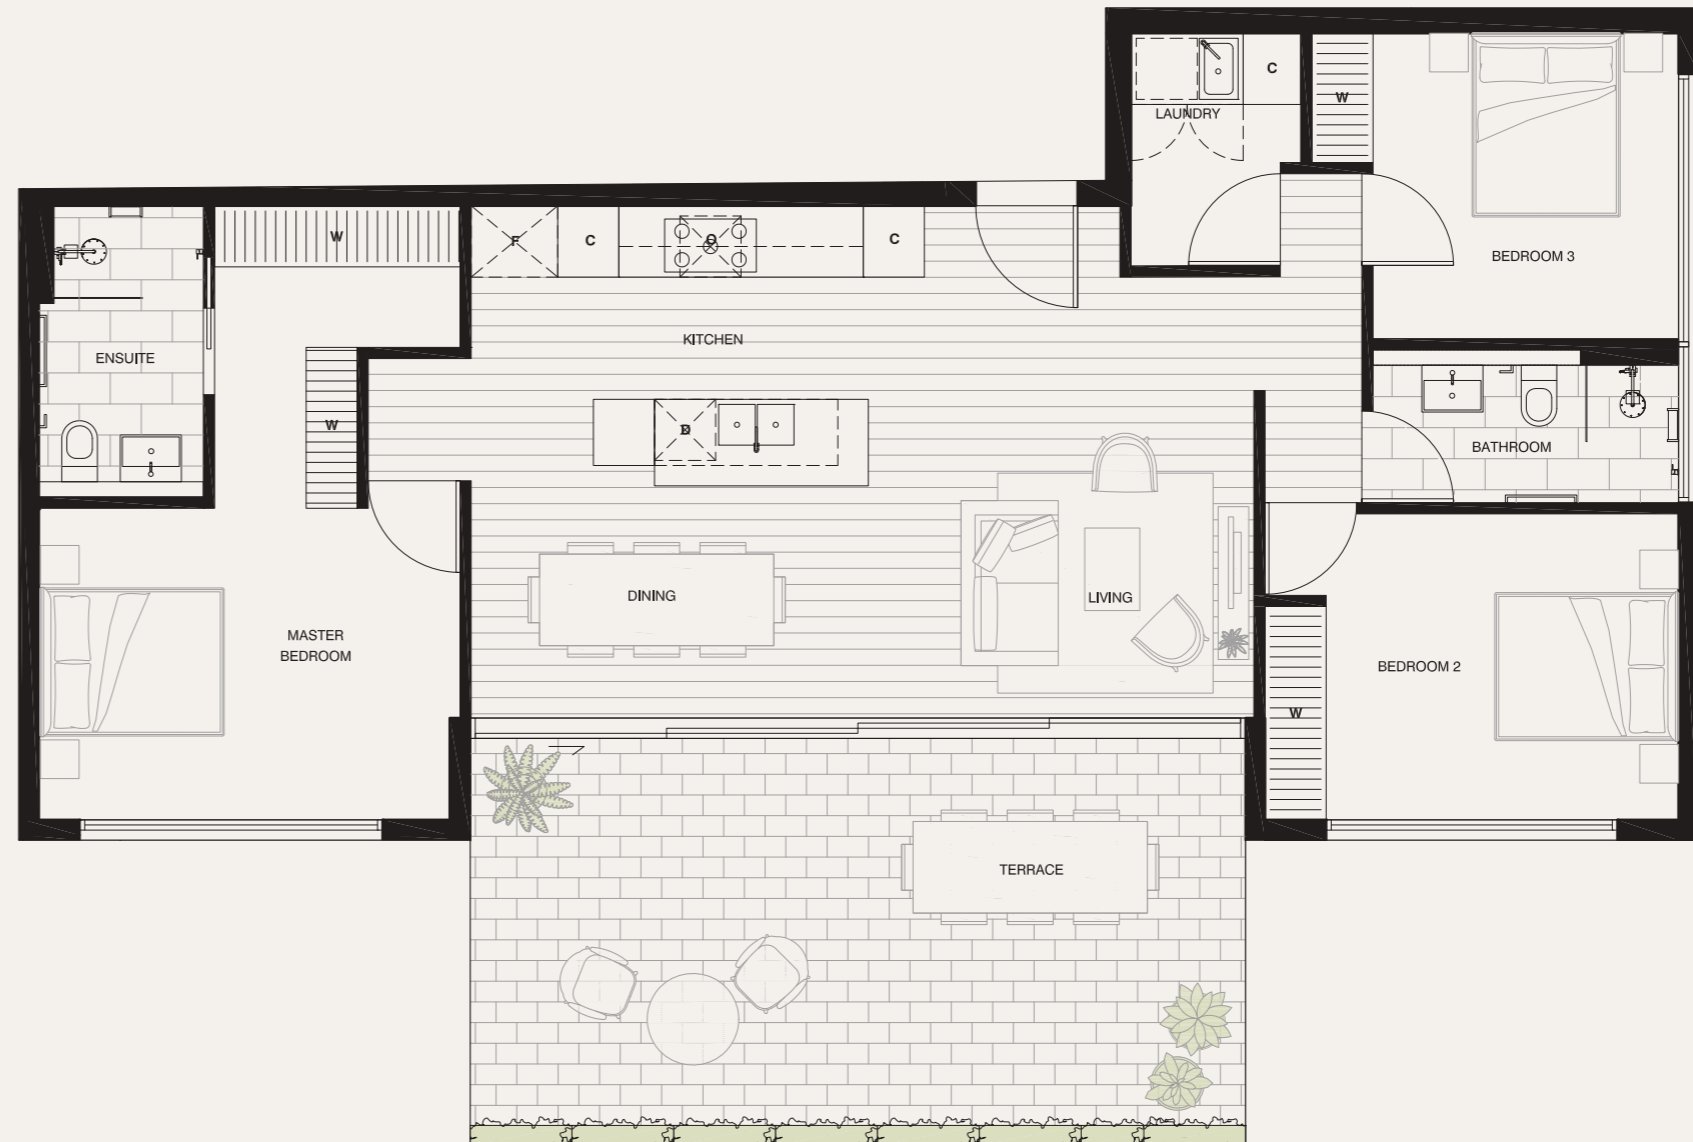 C
LAUNDRY
W
BEDROOM 3
W
F
C
C
KITCHEN
ENSUITE
W
BATHROOM
DINING
LIVING
MASTER
BEDROOM
BEDROOM 2
W
TERRACE